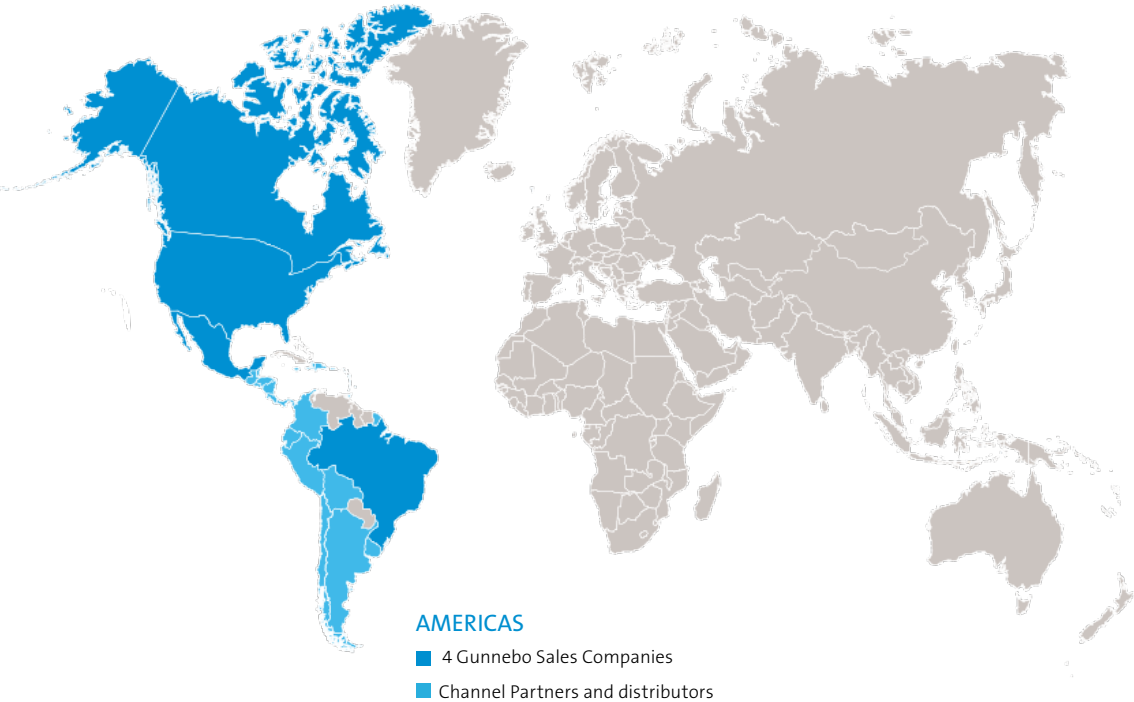 AMERICAS
4 Gunnebo Sales Companies
Channel Partners and distributors